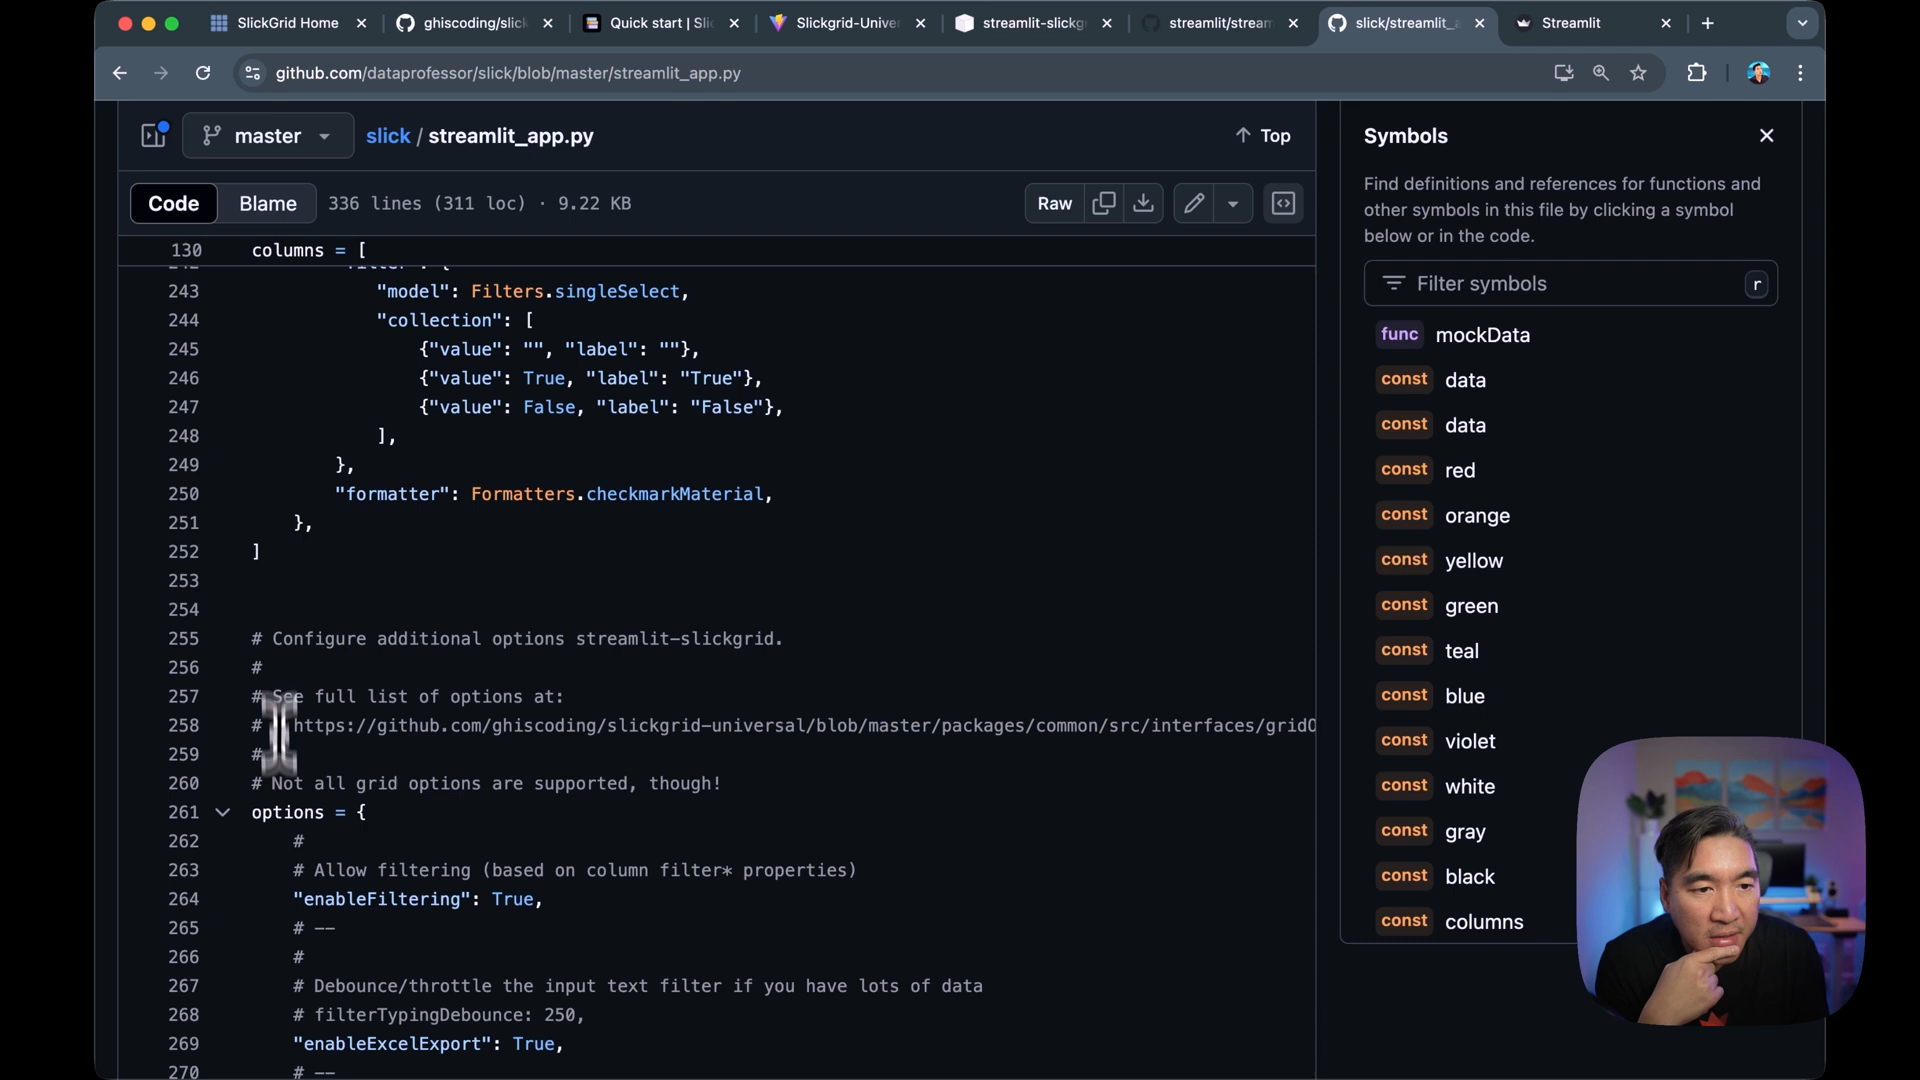 SlickGrid Home
ghiscoding/slick
Quick start | Slic
Slickgrid-Univer
streamlit-slickg
streamlit/stream
slick/streamlit_a
Streamlit
github.com/dataprofessor/slick/blob/master/streamlit_app.py
master
slick / streamlit_app.py
Top
Code
Blame
336 lines (311 loc) · 9.22 KB
Raw
130 columns = [
243 "model": Filters.singleSelect,
244 "collection": [
245 {"value": "", "label": ""},
246 {"value": True, "label": "True"},
247 {"value": False, "label": "False"},
248 ],
249 },
250 "formatter": Formatters.checkmarkMaterial,
251 },
252 ]
253
254
255 # Configure additional options streamlit-slickgrid.
256 #
257 # See full list of options at:
258 # https://github.com/ghiscoding/slickgrid-universal/blob/master/packages/common/src/interfaces/gridO
259 #
260 # Not all grid options are supported, though!
261 options = {
262 #
263 # Allow filtering (based on column filter* properties)
264 "enableFiltering": True,
265 # --
266 #
267 # Debounce/throttle the input text filter if you have lots of data
268 # filterTypingDebounce: 250,
269 "enableExcelExport": True,
270 # --
Symbols
Find definitions and references for functions and
other symbols in this file by clicking a symbol
below or in the code.
Filter symbols
r
func mockData
const data
const data
const red
const orange
const yellow
const green
const teal
const blue
const violet
const white
const gray
const black
const columns